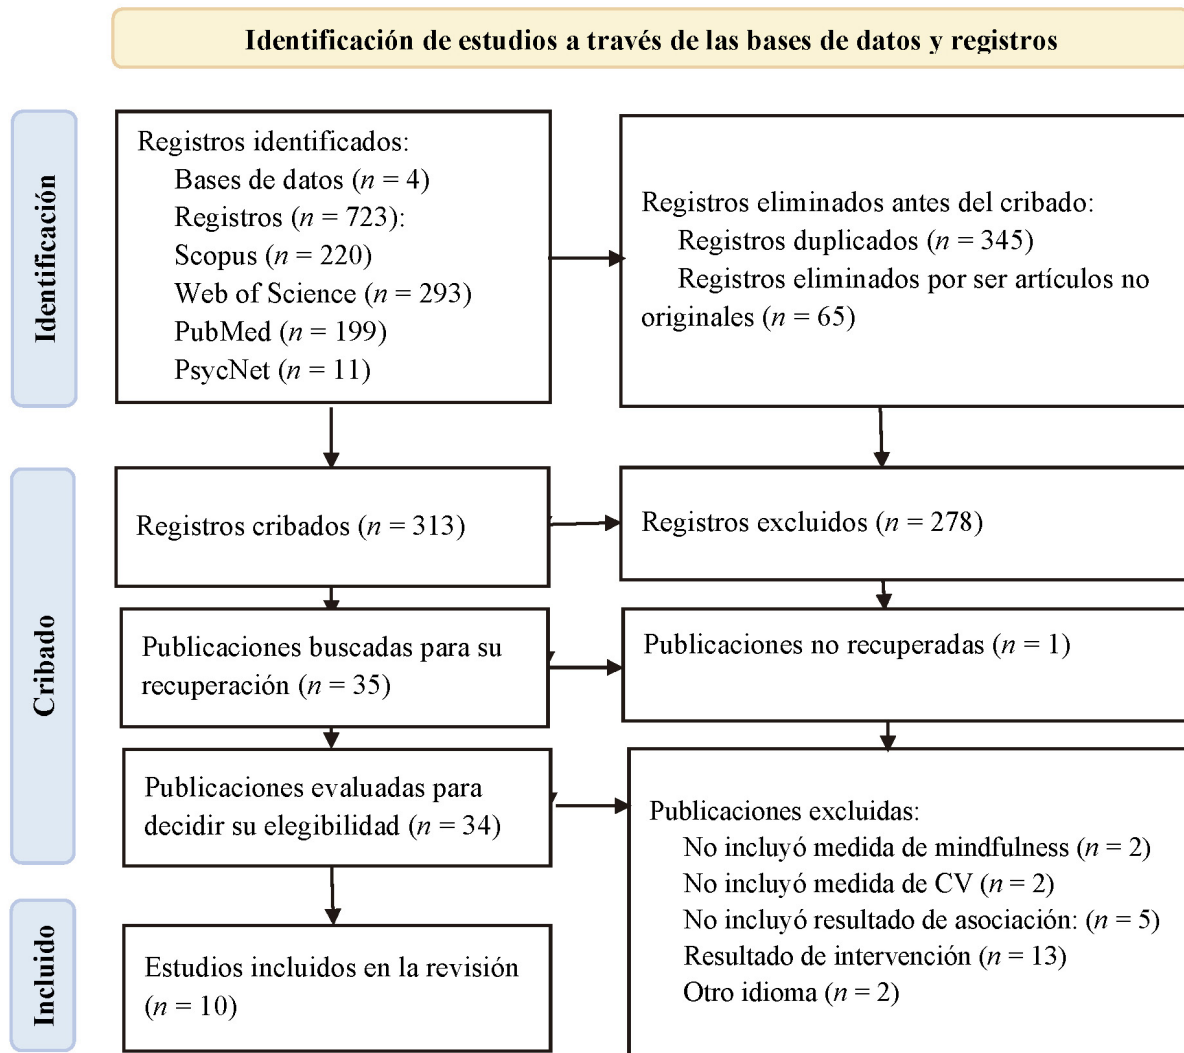 Identificación de estudios a través de las bases de datos y registros
Identificación
Registros identificados:
Bases de datos (n = 4)
Registros (n = 723):
Scopus (n = 220)
Web of Science (n = 293)
PubMed (n = 199)
PsycNet (n = 11)
Registros eliminados antes del cribado:
Registros duplicados (n = 345)
Registros eliminados por ser artículos no
originales (n = 65)
Cribado
Registros cribados (n = 313)
Registros excluidos (n = 278)
Publicaciones buscadas para su
recuperación (n = 35)
Publicaciones no recuperadas (n = 1)
Publicaciones evaluadas para
decidir su elegibilidad (n = 34)
Publicaciones excluidas:
No incluyó medida de mindfulness (n = 2)
No incluyó medida de CV (n = 2)
No incluyó resultado de asociación: (n = 5)
Resultado de intervención (n = 13)
Otro idioma (n = 2)
Incluido
Estudios incluidos en la revisión
(n = 10)